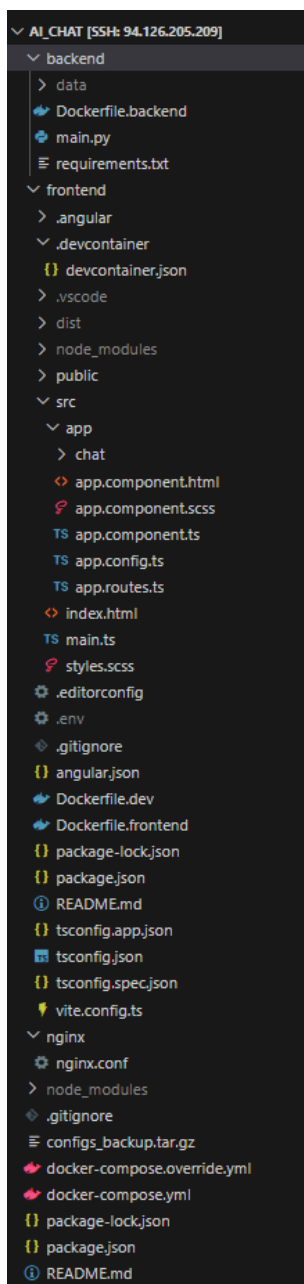 AI_CHAT [SSH: 94.126.205.209]
backend
data
Dockerfile.backend
main.py
requirements.txt
frontend
.angular
.devcontainer
{} devcontainer.json
.vscode
dist
node_modules
public
src
app
chat
<> app.component.html
app.component.scss
TS app.component.ts
TS app.config.ts
TS app.routes.ts
<> index.html
TS main.ts
styles.scss
.editorconfig
.env
.gitignore
{} angular.json
Dockerfile.dev
Dockerfile.frontend
{} package-lock.json
{} package.json
README.md
{} tsconfig.app.json
TS tsconfig.json
{} tsconfig.spec.json
vite.config.ts
nginx
nginx.conf
node_modules
.gitignore
configs_backup.tar.gz
docker-compose.override.yml
docker-compose.yml
{} package-lock.json
{} package.json
README.md